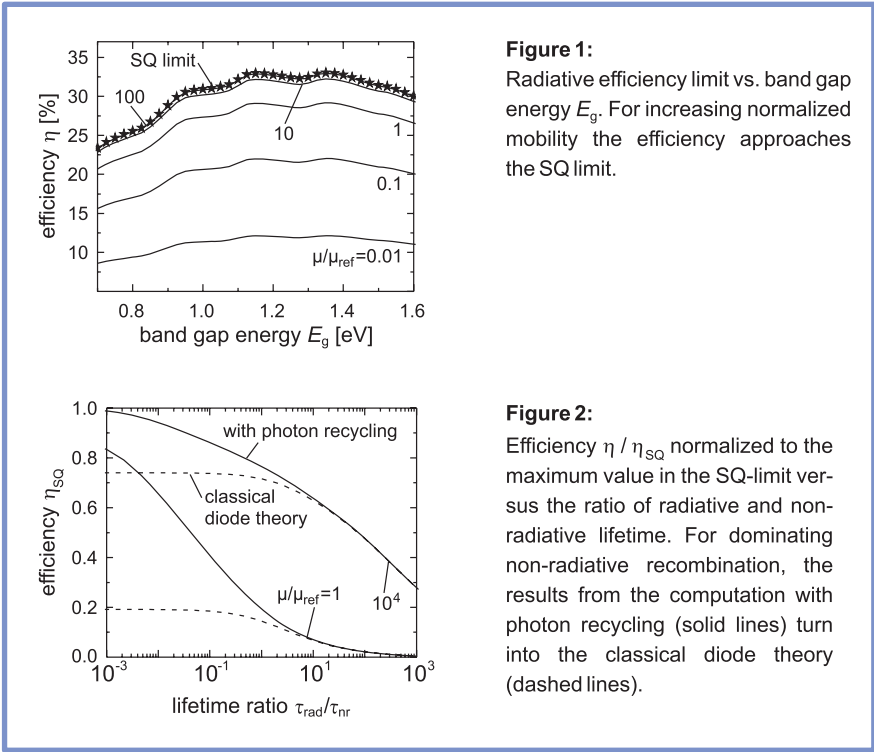 35
30
25
20
15
10
efficiency η [%]
SQ limit
100
10
1
0.1
μ/μref=0.01
0.8 1.0 1.2 1.4 1.6
band gap energy Eg [eV]
Figure 1:
Radiative efficiency limit vs. band gap
energy Eg. For increasing normalized
mobility the efficiency approaches
the SQ limit.
1.0
0.8
0.6
0.4
0.2
0.0
efficiency ηSQ
with photon recycling
classical
diode theory
μ/μref=1
10⁴
10⁻³ 10⁻¹ 10¹ 10³
lifetime ratio τrad/τnr
Figure 2:
Efficiency η / ηSQ normalized to the
maximum value in the SQ-limit ver-
sus the ratio of radiative and non-
radiative lifetime. For dominating
non-radiative recombination, the
results from the computation with
photon recycling (solid lines) turn
into the classical diode theory
(dashed lines).